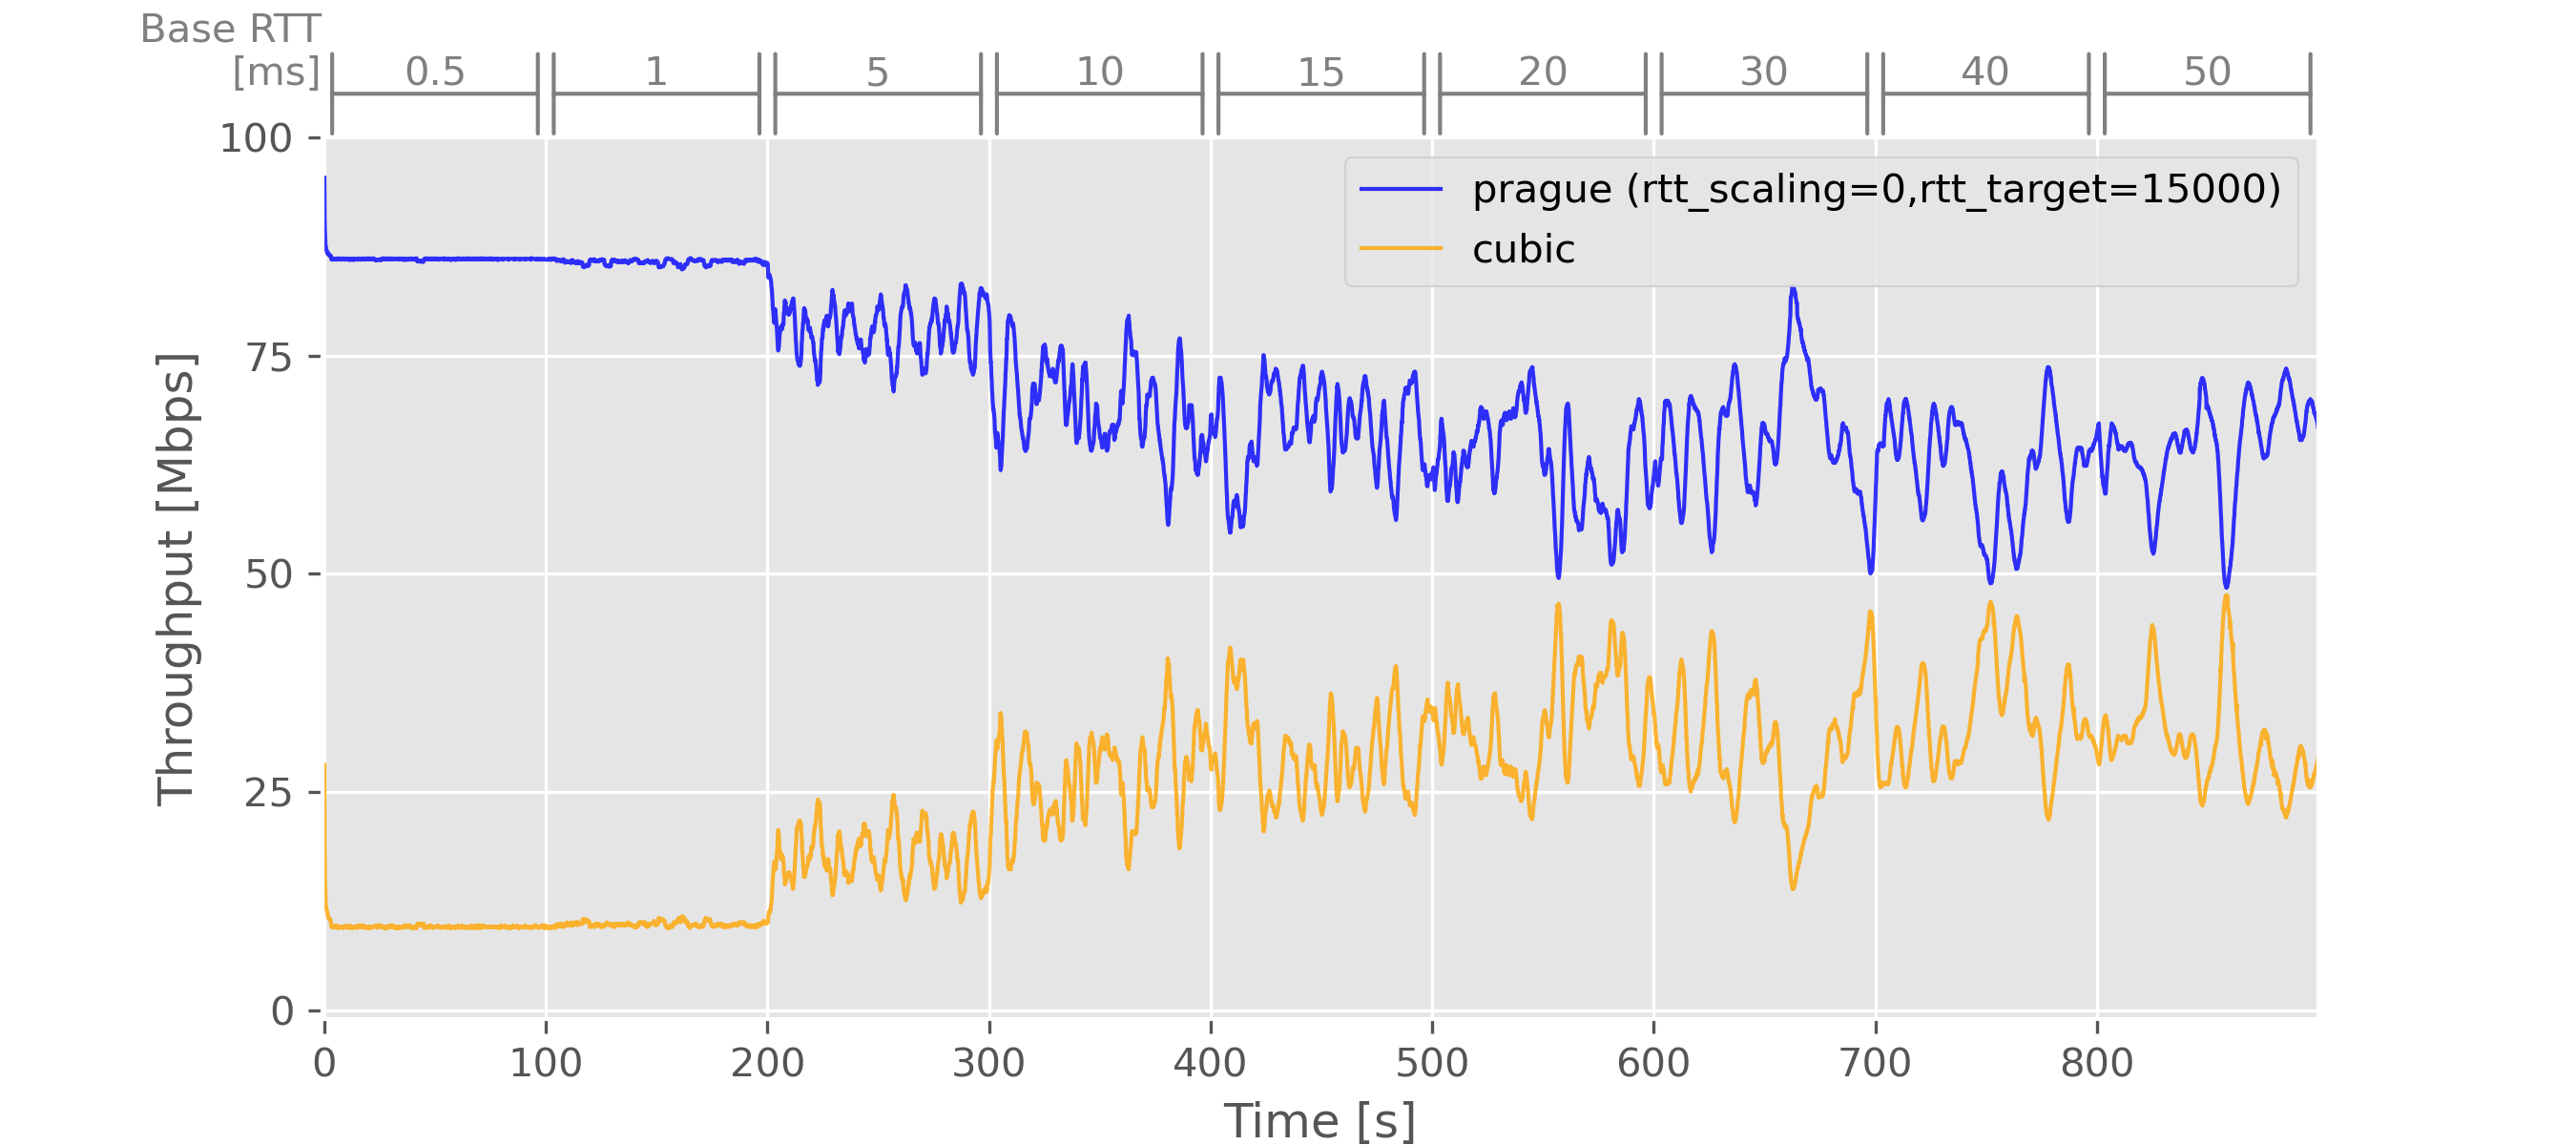 Base RTT
[ms]
0.5 1 5 10 15 20 30 40 50
100
75
50
25
0
Throughput [Mbps]
prague (rtt_scaling=0,rtt_target=15000)
cubic
0 100 200 300 400 500 600 700 800
Time [s]